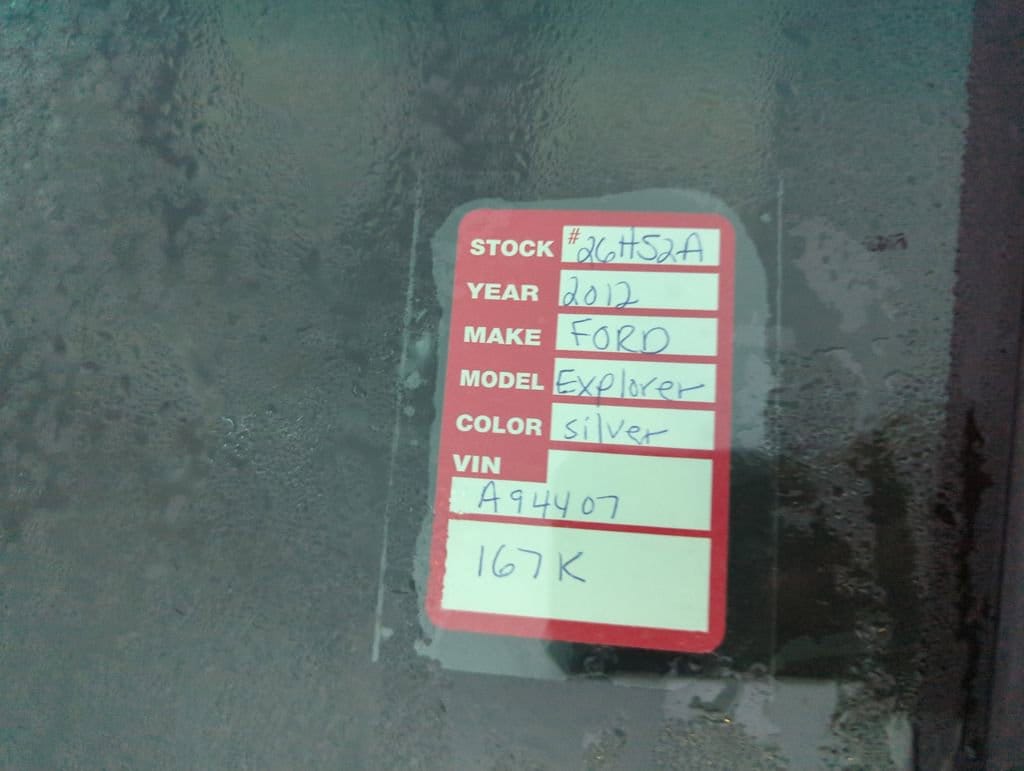 STOCK #26H52A
YEAR 2012
MAKE FORD
MODEL Explorer
COLOR silver
VIN
A94407
167K